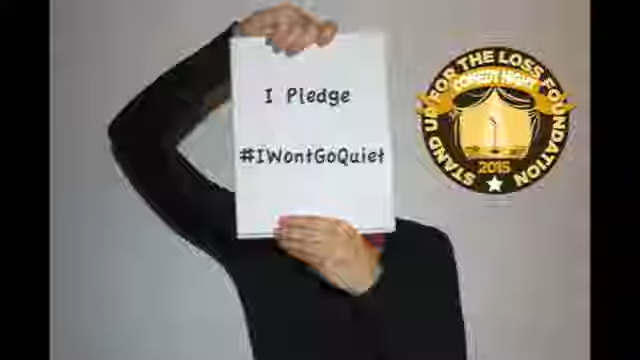 I Pledge
#IWontGoQuiet
STAND UP FOR THE LOSS FOUNDATION
COMEDY NIGHT
2015